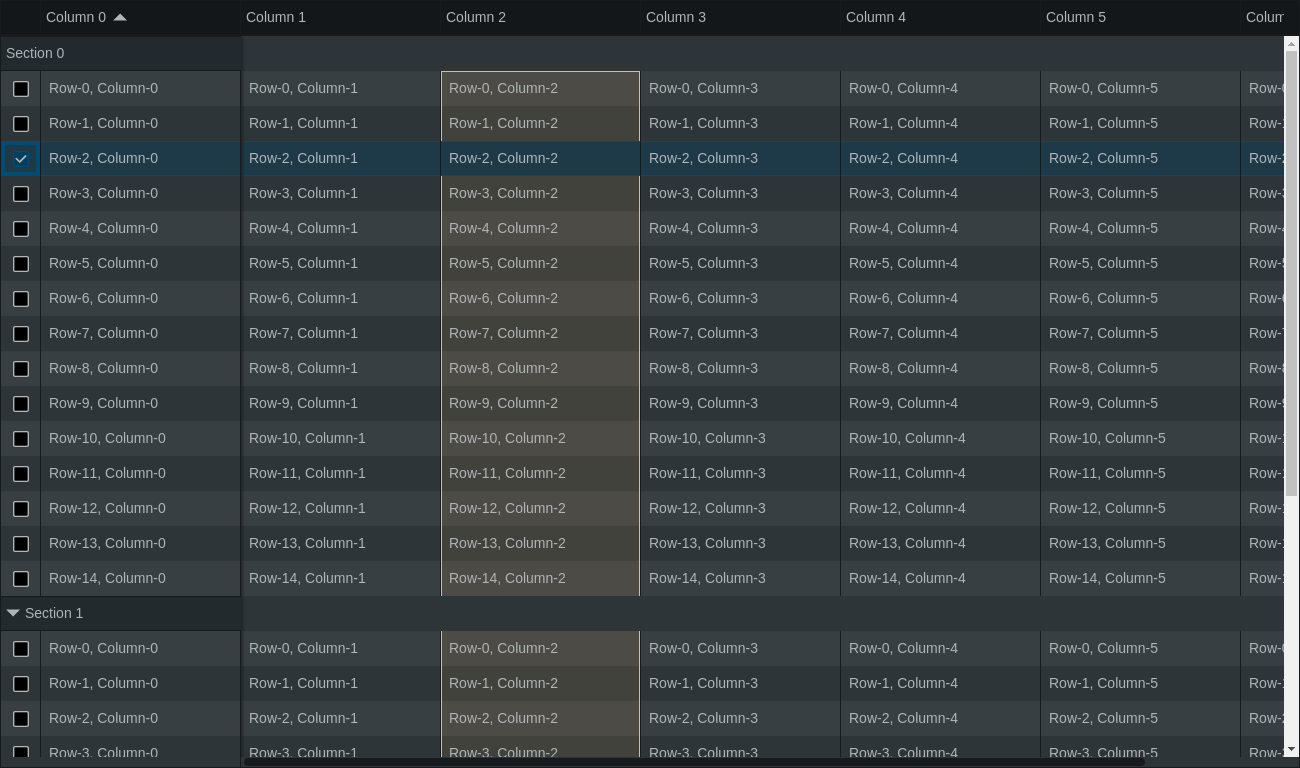 Column 0 Column 1 Column 2 Column 3 Column 4 Column 5 Colum
Section 0
Row-0, Column-0 Row-0, Column-1 Row-0, Column-2 Row-0, Column-3 Row-0, Column-4 Row-0, Column-5 Row-0
Row-1, Column-0 Row-1, Column-1 Row-1, Column-2 Row-1, Column-3 Row-1, Column-4 Row-1, Column-5 Row-1
Row-2, Column-0 Row-2, Column-1 Row-2, Column-2 Row-2, Column-3 Row-2, Column-4 Row-2, Column-5 Row-2
Row-3, Column-0 Row-3, Column-1 Row-3, Column-2 Row-3, Column-3 Row-3, Column-4 Row-3, Column-5 Row-3
Row-4, Column-0 Row-4, Column-1 Row-4, Column-2 Row-4, Column-3 Row-4, Column-4 Row-4, Column-5 Row-4
Row-5, Column-0 Row-5, Column-1 Row-5, Column-2 Row-5, Column-3 Row-5, Column-4 Row-5, Column-5 Row-5
Row-6, Column-0 Row-6, Column-1 Row-6, Column-2 Row-6, Column-3 Row-6, Column-4 Row-6, Column-5 Row-6
Row-7, Column-0 Row-7, Column-1 Row-7, Column-2 Row-7, Column-3 Row-7, Column-4 Row-7, Column-5 Row-7
Row-8, Column-0 Row-8, Column-1 Row-8, Column-2 Row-8, Column-3 Row-8, Column-4 Row-8, Column-5 Row-8
Row-9, Column-0 Row-9, Column-1 Row-9, Column-2 Row-9, Column-3 Row-9, Column-4 Row-9, Column-5 Row-9
Row-10, Column-0 Row-10, Column-1 Row-10, Column-2 Row-10, Column-3 Row-10, Column-4 Row-10, Column-5 Row-1
Row-11, Column-0 Row-11, Column-1 Row-11, Column-2 Row-11, Column-3 Row-11, Column-4 Row-11, Column-5 Row-1
Row-12, Column-0 Row-12, Column-1 Row-12, Column-2 Row-12, Column-3 Row-12, Column-4 Row-12, Column-5 Row-1
Row-13, Column-0 Row-13, Column-1 Row-13, Column-2 Row-13, Column-3 Row-13, Column-4 Row-13, Column-5 Row-1
Row-14, Column-0 Row-14, Column-1 Row-14, Column-2 Row-14, Column-3 Row-14, Column-4 Row-14, Column-5 Row-1
Section 1
Row-0, Column-0 Row-0, Column-1 Row-0, Column-2 Row-0, Column-3 Row-0, Column-4 Row-0, Column-5 Row-0
Row-1, Column-0 Row-1, Column-1 Row-1, Column-2 Row-1, Column-3 Row-1, Column-4 Row-1, Column-5 Row-1
Row-2, Column-0 Row-2, Column-1 Row-2, Column-2 Row-2, Column-3 Row-2, Column-4 Row-2, Column-5 Row-2
Row-3, Column-0 Row-3, Column-1 Row-3, Column-2 Row-3, Column-3 Row-3, Column-4 Row-3, Column-5 Row-3